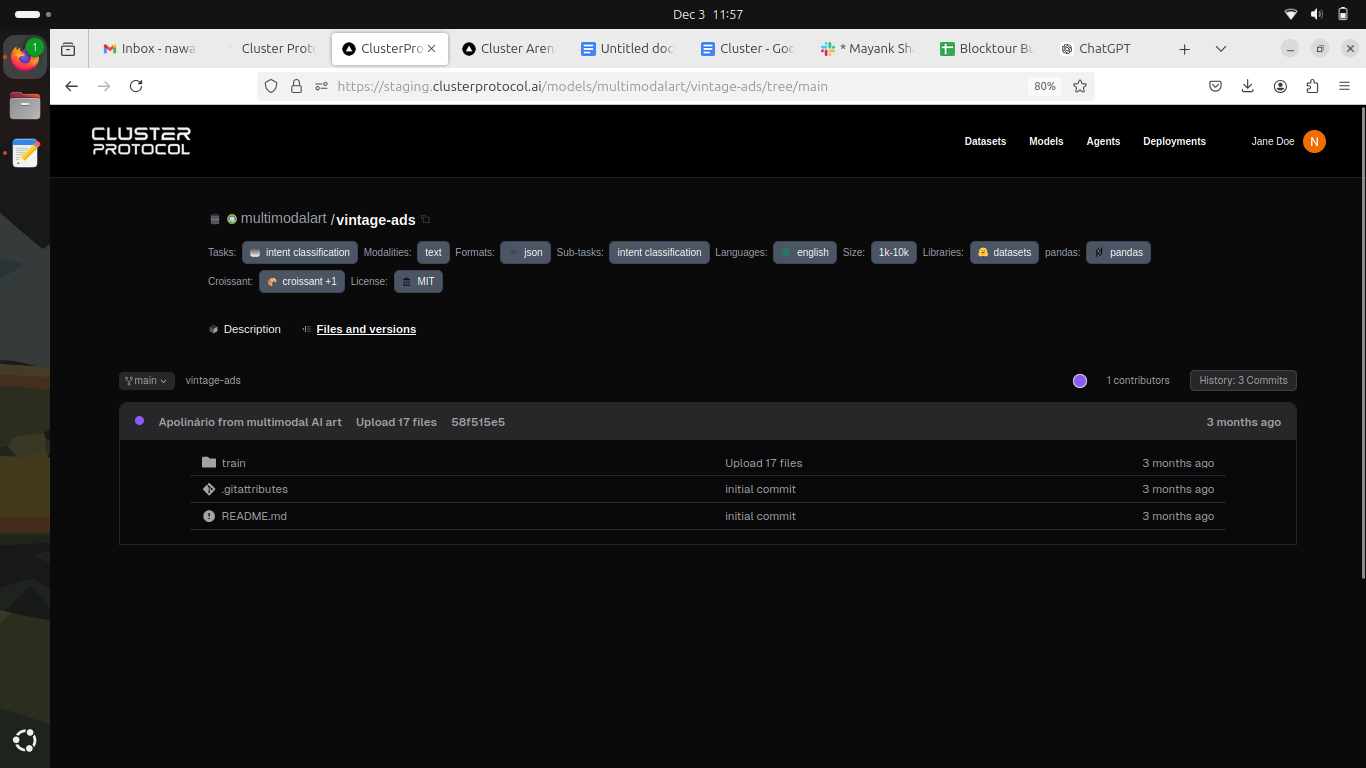 Dec 3 11:57
1
Inbox - nawa
Cluster Proto
ClusterPro
Cluster Aren
Untitled doc
Cluster - Goo
* Mayank Sh
Blocktour Bu
ChatGPT
https://staging.clusterprotocol.ai/models/multimodalart/vintage-ads/tree/main
80%
CLUSTER
PROTOCOL
Datasets
Models
Agents
Deployments
Jane Doe
N
multimodalart /vintage-ads
Tasks: intent classification Modalities: text Formats: json Sub-tasks: intent classification Languages: english Size: 1k-10k Libraries: datasets pandas: pandas
Croissant: croissant +1 License: MIT
Description
Files and versions
main
vintage-ads
1 contributors
History: 3 Commits
Apolinário from multimodal AI art Upload 17 files 58f515e5 3 months ago
train Upload 17 files 3 months ago
.gitattributes initial commit 3 months ago
README.md initial commit 3 months ago